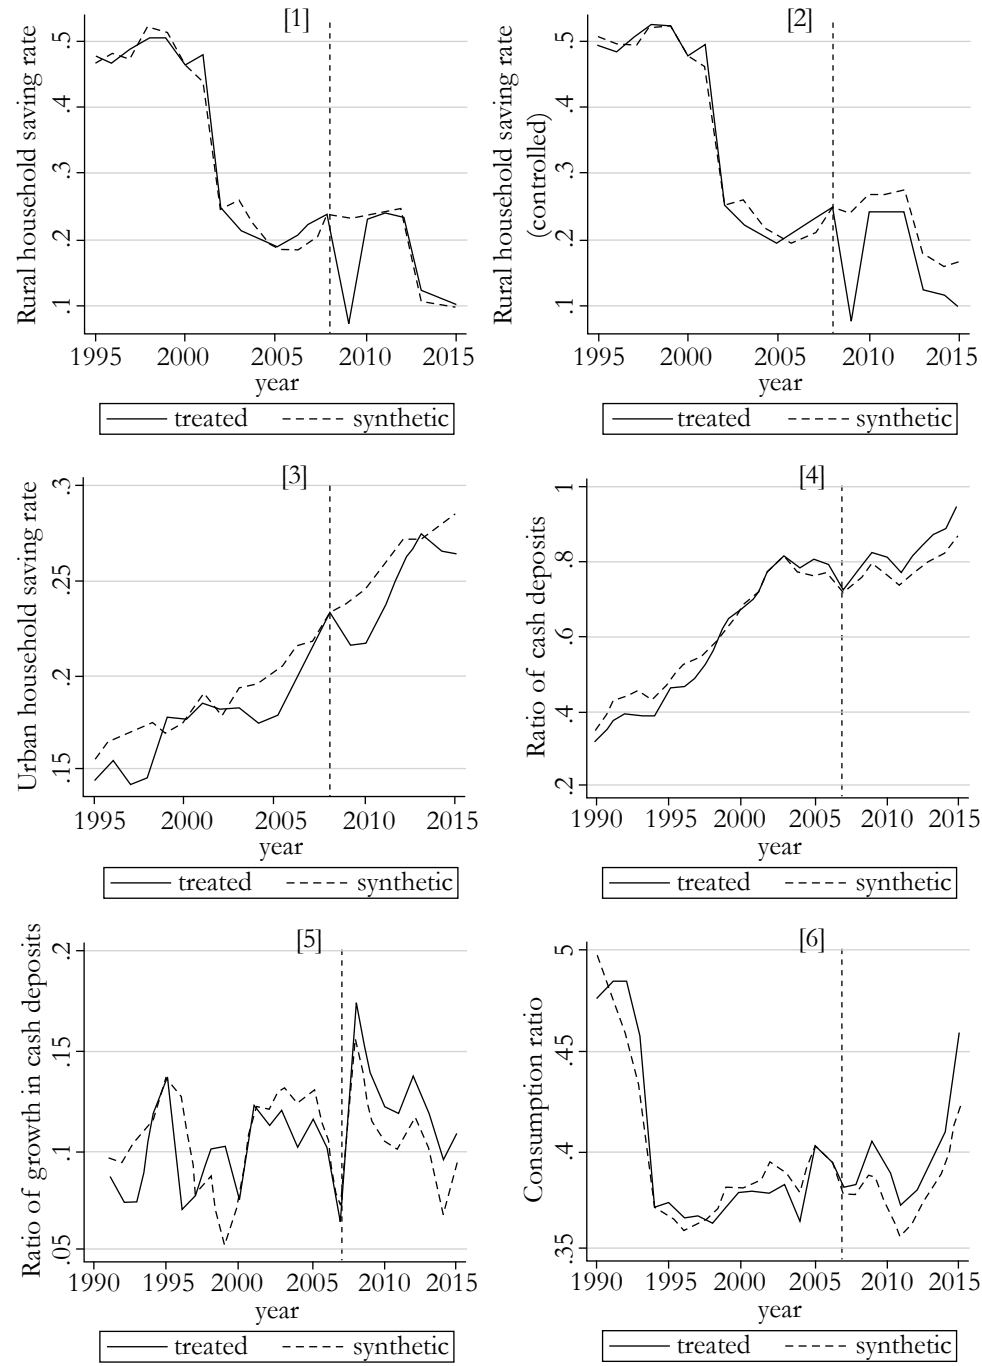 [1]
Rural household saving rate
.5
.4
.3
.2
.1
1995 2000 2005 2010 2015
year
treated synthetic
[2]
Rural household saving rate
(controlled)
.5
.4
.3
.2
.1
1995 2000 2005 2010 2015
year
treated synthetic
[3]
Urban household saving rate
.3
.25
.2
.15
1995 2000 2005 2010 2015
year
treated synthetic
[4]
Ratio of cash deposits
1
.8
.6
.4
.2
1990 1995 2000 2005 2010 2015
year
treated synthetic
[5]
Ratio of growth in cash deposits
.2
.15
.1
.05
1990 1995 2000 2005 2010 2015
year
treated synthetic
[6]
Consumption ratio
.5
.45
.4
.35
1990 1995 2000 2005 2010 2015
year
treated synthetic